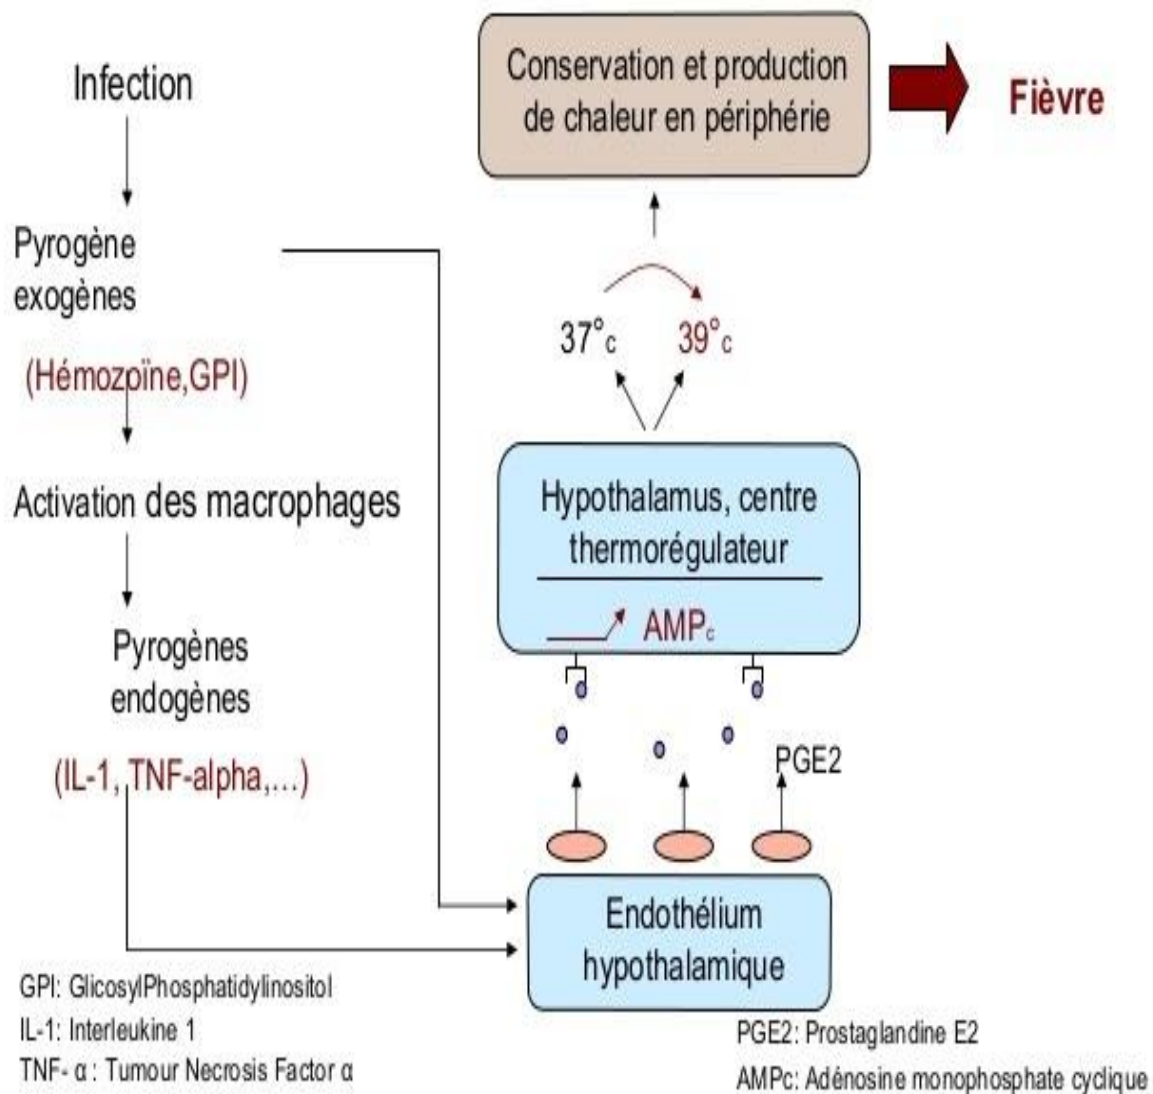 Infection
Pyrogène
exogènes
(Hémozoïne,GPI)
Activation des macrophages
Pyrogènes
endogènes
(IL-1, TNF-alpha,...)
Conservation et production
de chaleur en périphérie
Fièvre
37°c 39°c
Hypothalamus, centre
thermorégulateur
AMPc
PGE2
Endothélium
hypothalamique
GPI: GlicosylPhosphatidylinositol
IL-1: Interleukine 1
TNF- α : Tumour Necrosis Factor α
PGE2: Prostaglandine E2
AMPc: Adénosine monophosphate cyclique